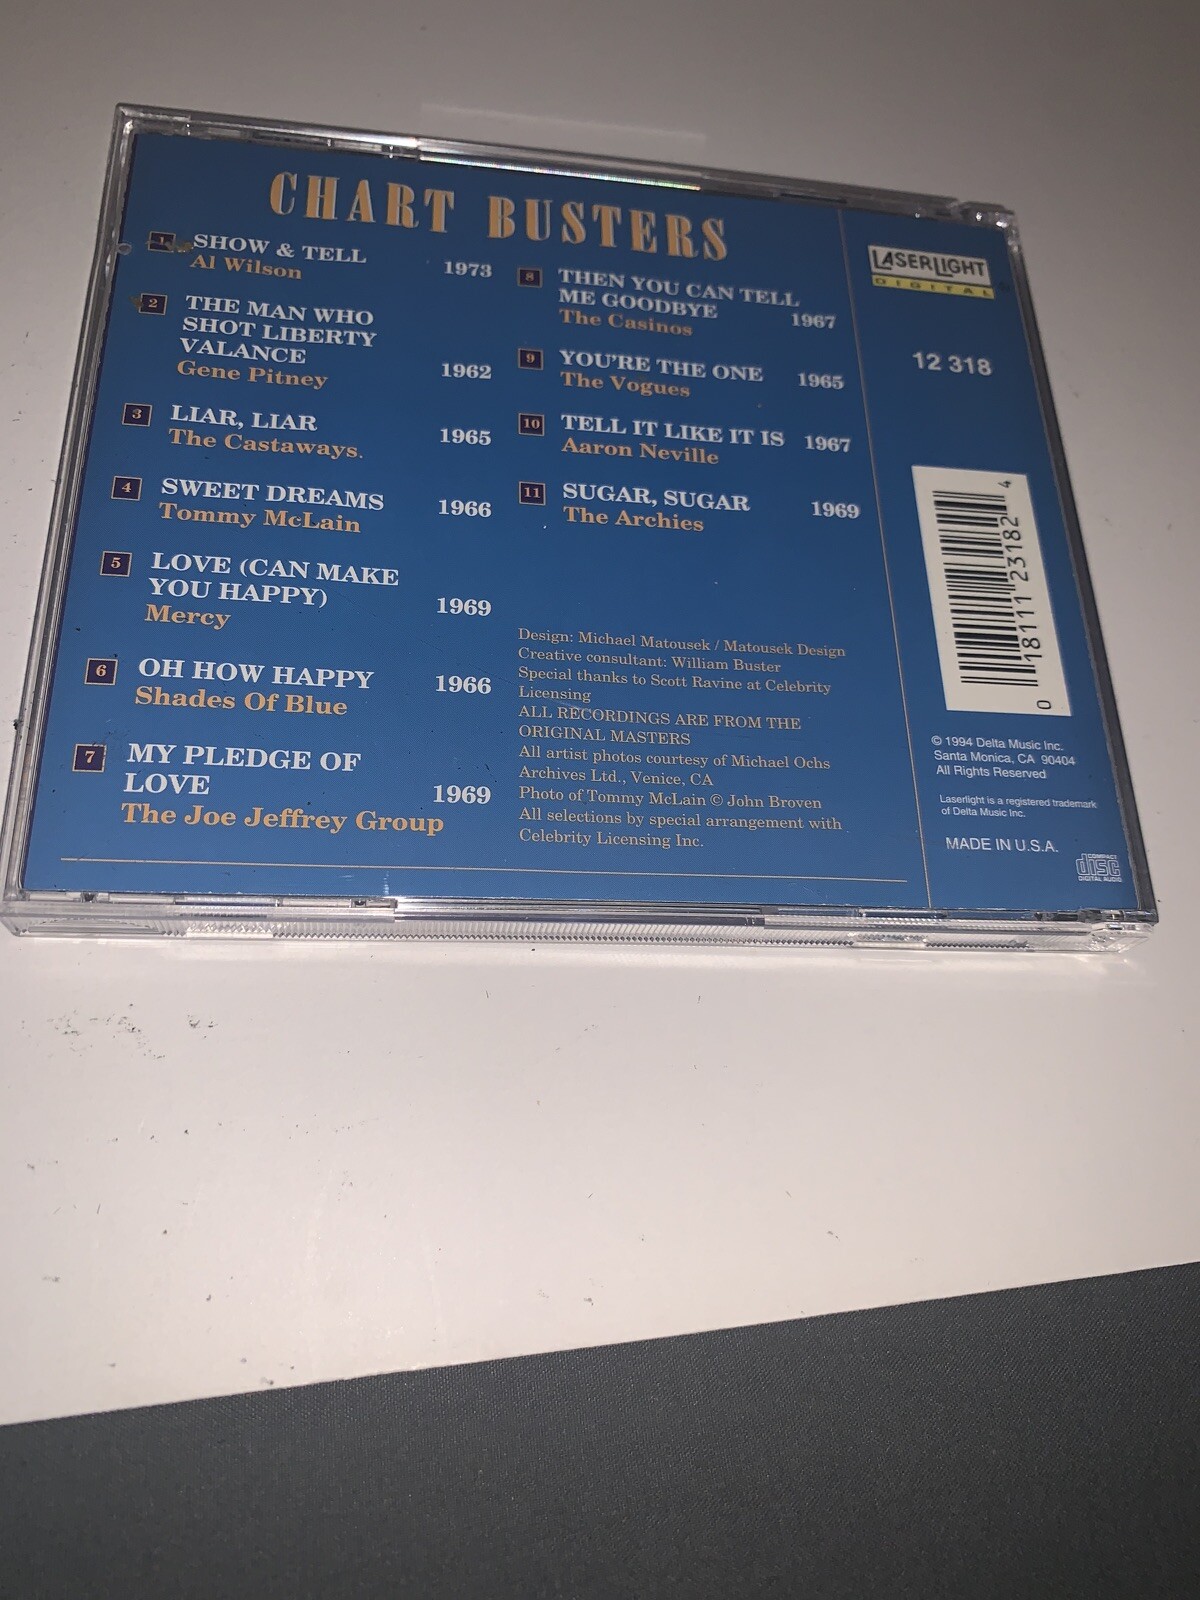 CHART BUSTERS
1 SHOW & TELL
Al Wilson 1973
2 THE MAN WHO
SHOT LIBERTY
VALANCE
Gene Pitney 1962
3 LIAR, LIAR
The Castaways. 1965
4 SWEET DREAMS
Tommy McLain 1966
5 LOVE (CAN MAKE
YOU HAPPY)
Mercy 1969
6 OH HOW HAPPY
Shades Of Blue 1966
7 MY PLEDGE OF
LOVE 1969
The Joe Jeffrey Group
8 THEN YOU CAN TELL
ME GOODBYE
The Casinos 1967
9 YOU'RE THE ONE
The Vogues 1965
10 TELL IT LIKE IT IS 1967
Aaron Neville
11 SUGAR, SUGAR 1969
The Archies
Design: Michael Matousek / Matousek Design
Creative consultant: William Buster
Special thanks to Scott Ravine at Celebrity
Licensing
ALL RECORDINGS ARE FROM THE
ORIGINAL MASTERS
All artist photos courtesy of Michael Ochs
Archives Ltd., Venice, CA
Photo of Tommy McLain © John Broven
All selections by special arrangement with
Celebrity Licensing Inc.
LASERLIGHT
DIGITAL
12 318
0 18111 23182 4
© 1994 Delta Music Inc.
Santa Monica, CA 90404
All Rights Reserved
Laserlight is a registered trademark
of Delta Music Inc.
MADE IN U.S.A.
COMPACT
disc
DIGITAL AUDIO